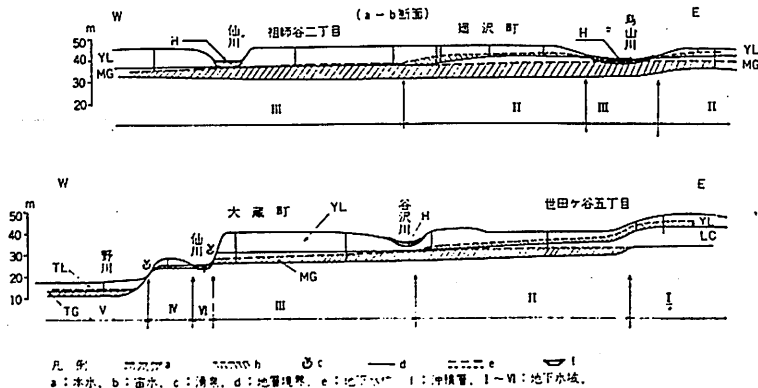 (a-b断面)
W 仙川 祖師谷二丁目 廻沢町 烏山川 E
m
50
40
30
20
YL
MG
H
H
YL
MG
III II III II
W E
m
50
40
30
20
10
野川 仙川 大蔵町 谷沢川 世田ケ谷五丁目
TL
TG
YL
H
MG
YL
LC
V IV VI III II I
凡例 a b c d e f
a:本水、b:宙水、c:湧泉、d:地層境界、e:地下水位、f:沖積層、I~VI:地下水域。